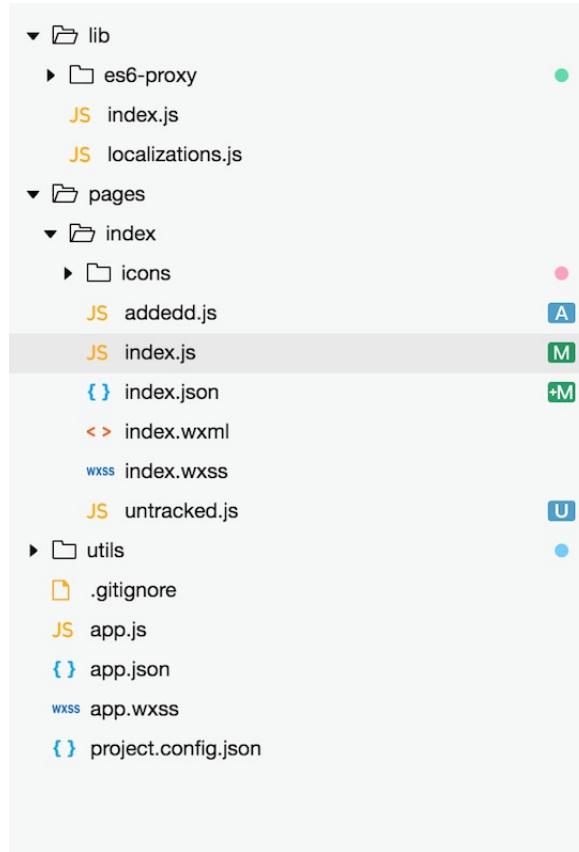 lib
es6-proxy
JS index.js
JS localizations.js
pages
index
icons
JS addedd.js A
JS index.js M
{ } index.json +M
< > index.wxml
wxss index.wxss
JS untracked.js U
utils
.gitignore
JS app.js
{ } app.json
wxss app.wxss
{ } project.config.json